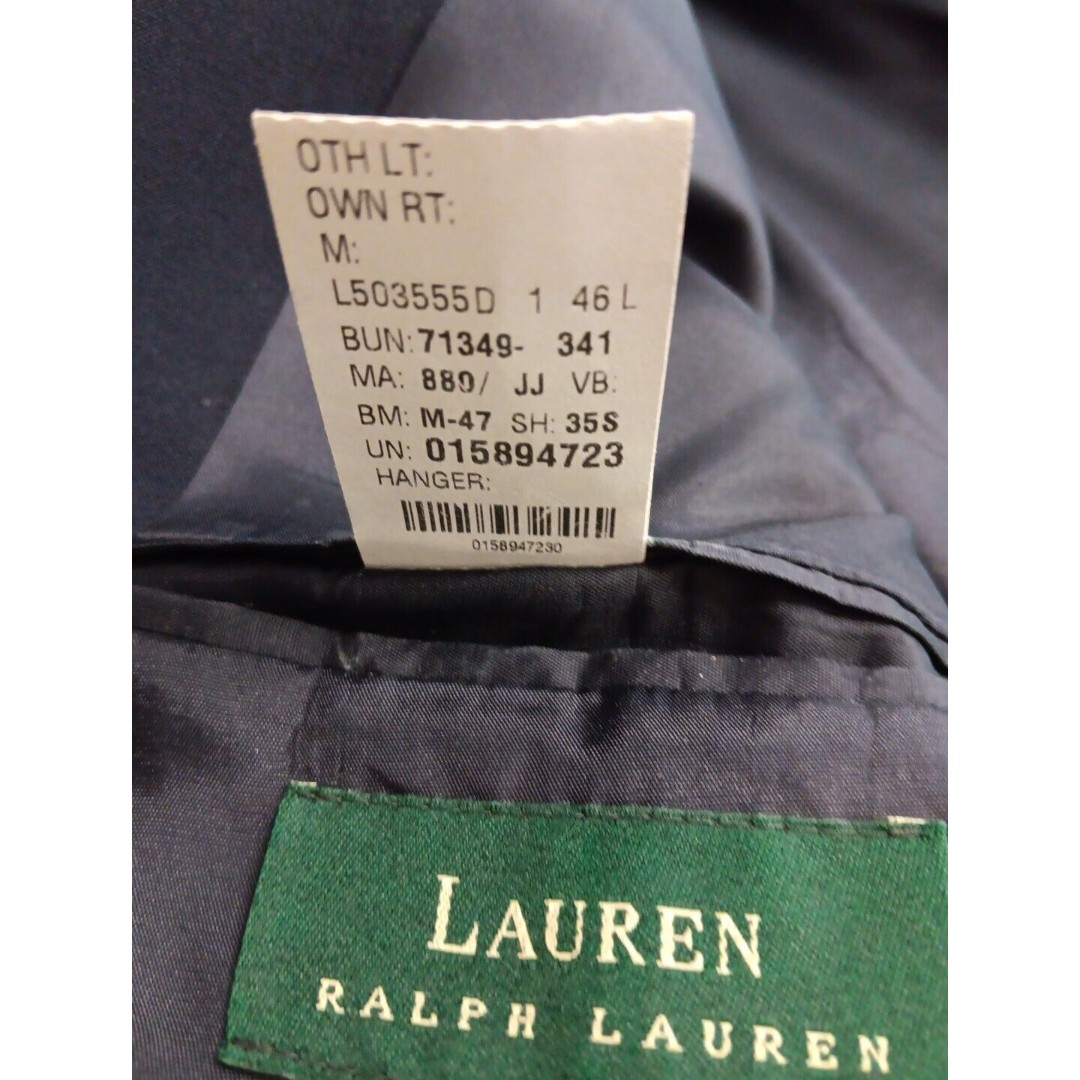 OTH LT:
OWN RT:
M:
L503555D 1 46 L
BUN: 71349- 341
MA: 880/ JJ VB:
BM: M-47 SH: 35S
UN: 015894723
HANGER:
0158947230
LAUREN
RALPH LAUREN